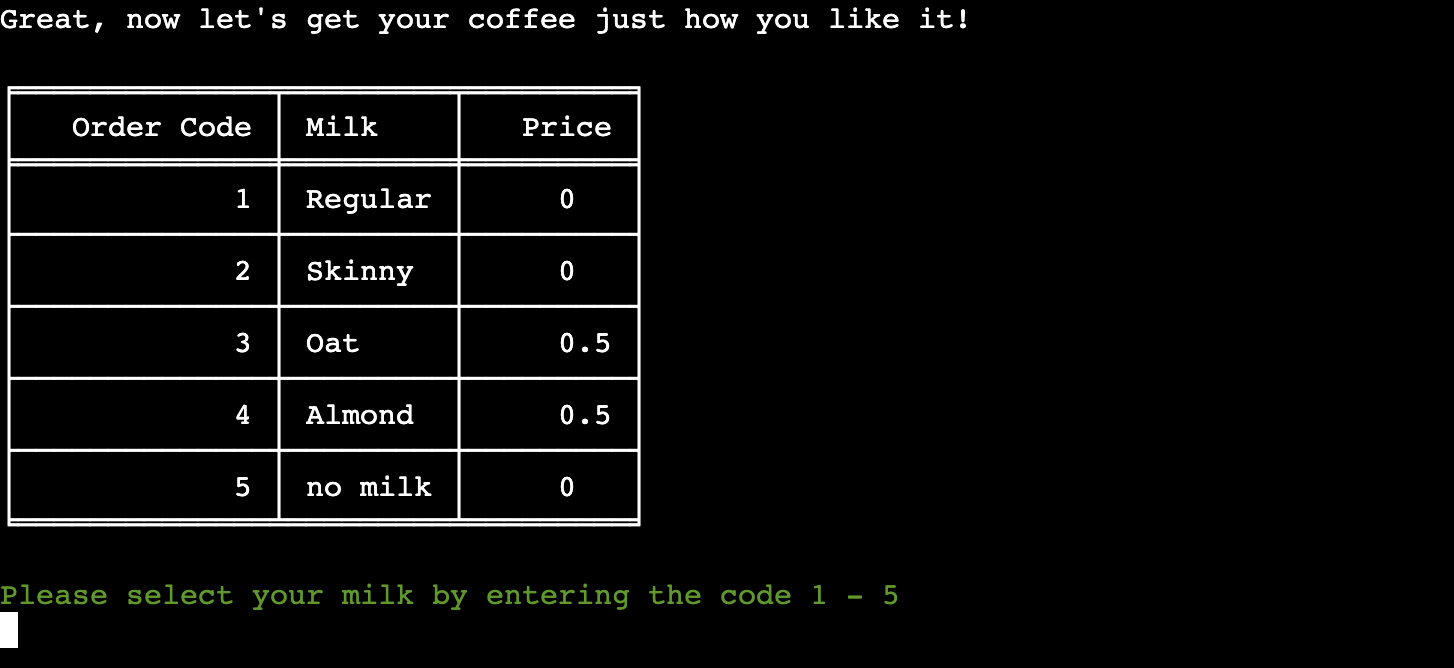 Great, now let's get your coffee just how you like it!
Order Code Milk Price
1 Regular 0
2 Skinny 0
3 Oat 0.5
4 Almond 0.5
5 no milk 0
Please select your milk by entering the code 1 - 5